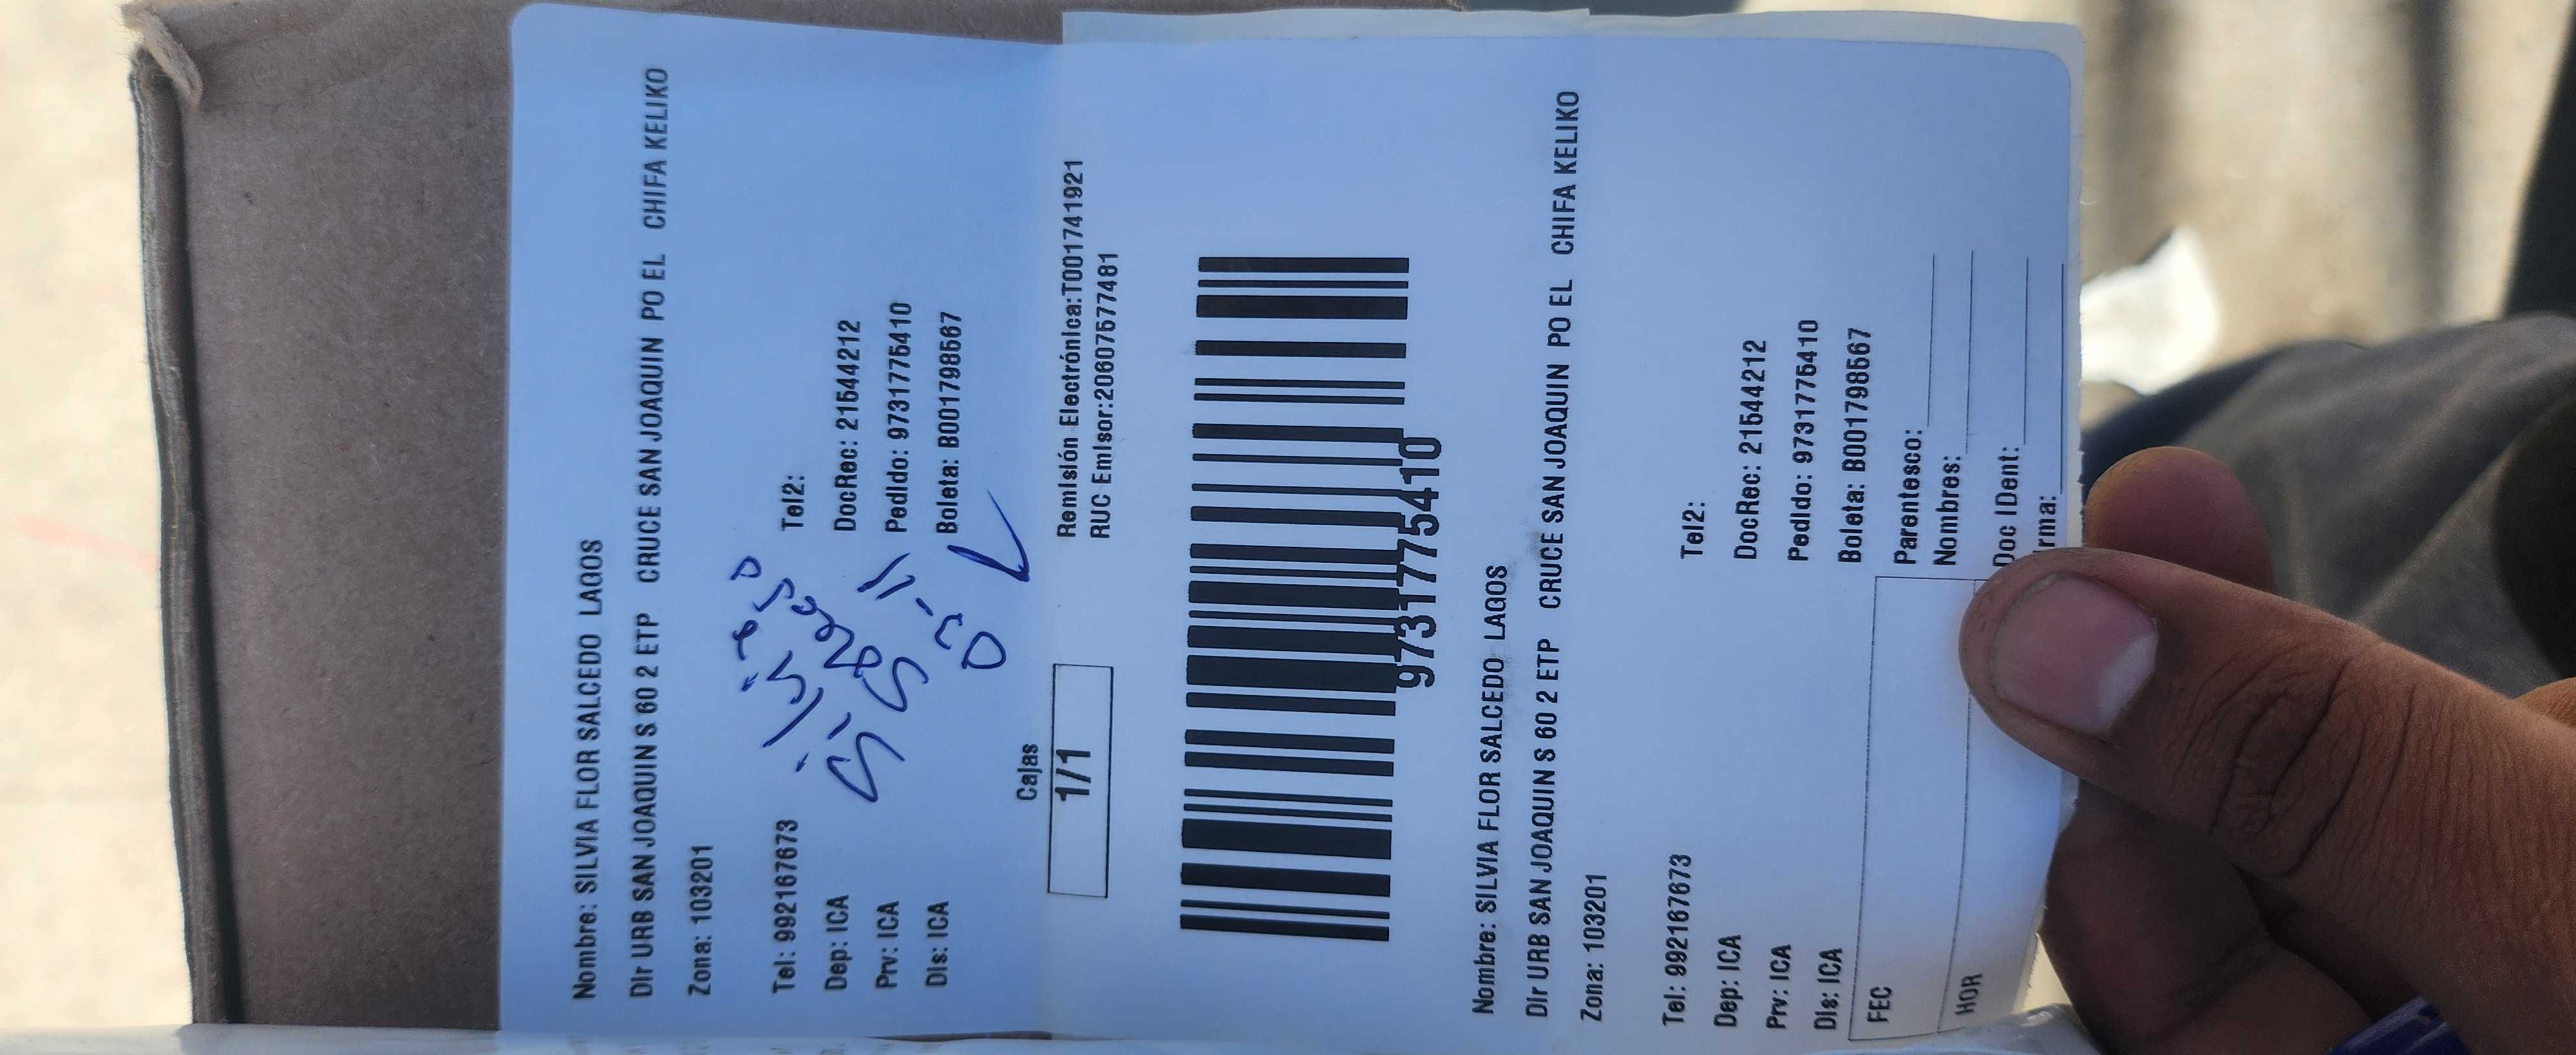 Nombre: SILVIA FLOR SALCEDO LAGOS
Dir URB SAN JOAQUIN S 60 2 ETP CRUCE SAN JOAQUIN PO EL CHIFA KELIKO
Zona: 103201
Tel: 992167673 Tel2:
Dep: ICA DocRec: 21544212
Prv: ICA Pedido: 97317775410
Dis: ICA Boleta: B001798567
Cajas
1/1
Remisión Electrónica:T001741921
RUC Emisor:20607577481
97317775410
Nombre: SILVIA FLOR SALCEDO LAGOS
Dir URB SAN JOAQUIN S 60 2 ETP CRUCE SAN JOAQUIN PO EL CHIFA KELIKO
Zona: 103201
Tel: 992167673 Tel2:
Dep: ICA DocRec: 21544212
Prv: ICA Pedido: 97317775410
Dis: ICA Boleta: B001798567
FEC
HOR
Parentesco:
Nombres:
Doc IDent: